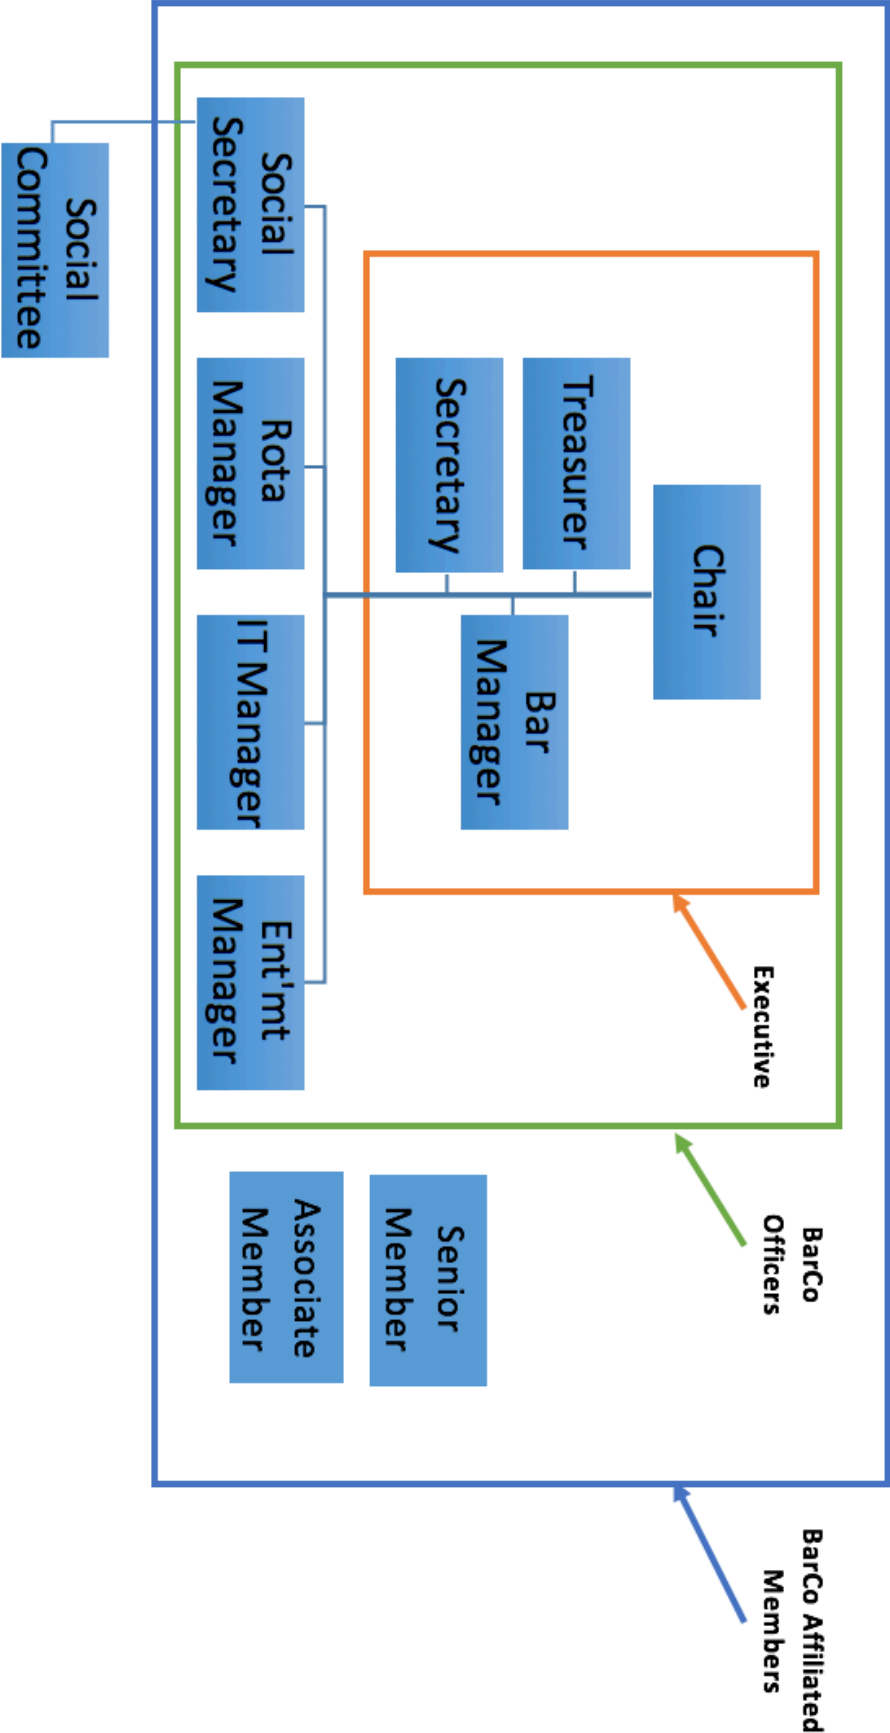 Chair
Treasurer
Secretary
Bar
Manager
Social
Secretary
Rota
Manager
IT Manager
Ent'mt
Manager
Social
Committee
Executive
BarCo
Officers
Senior
Member
Associate
Member
BarCo Affiliated
Members